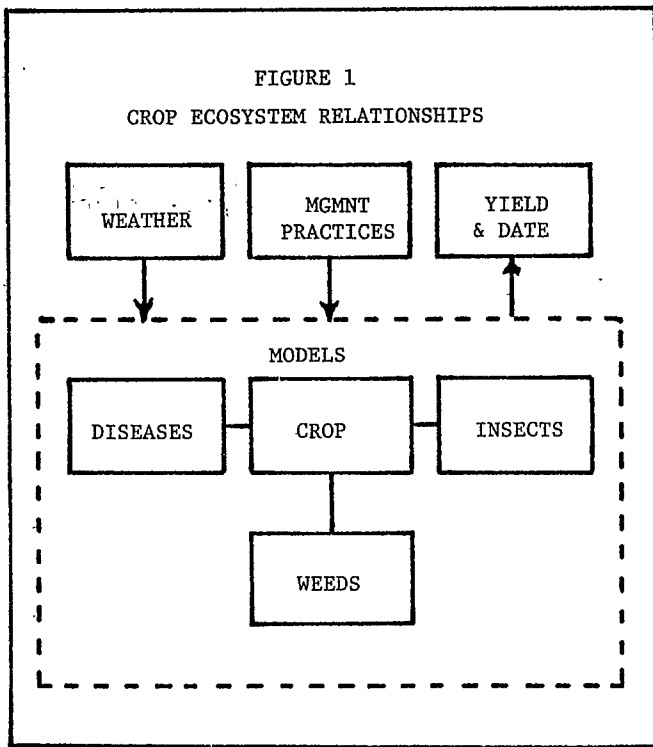 FIGURE 1
CROP ECOSYSTEM RELATIONSHIPS
WEATHER
MGMNT
PRACTICES
YIELD
& DATE
MODELS
DISEASES
CROP
INSECTS
WEEDS